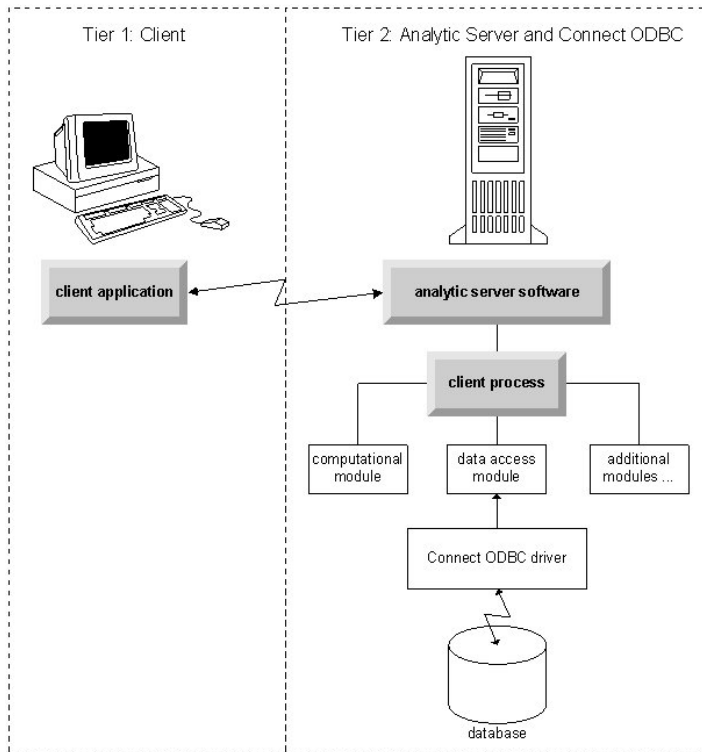 Tier 1: Client
Tier 2: Analytic Server and Connect ODBC
client application
analytic server software
client process
computational
module
data access
module
additional
modules ...
Connect ODBC driver
database